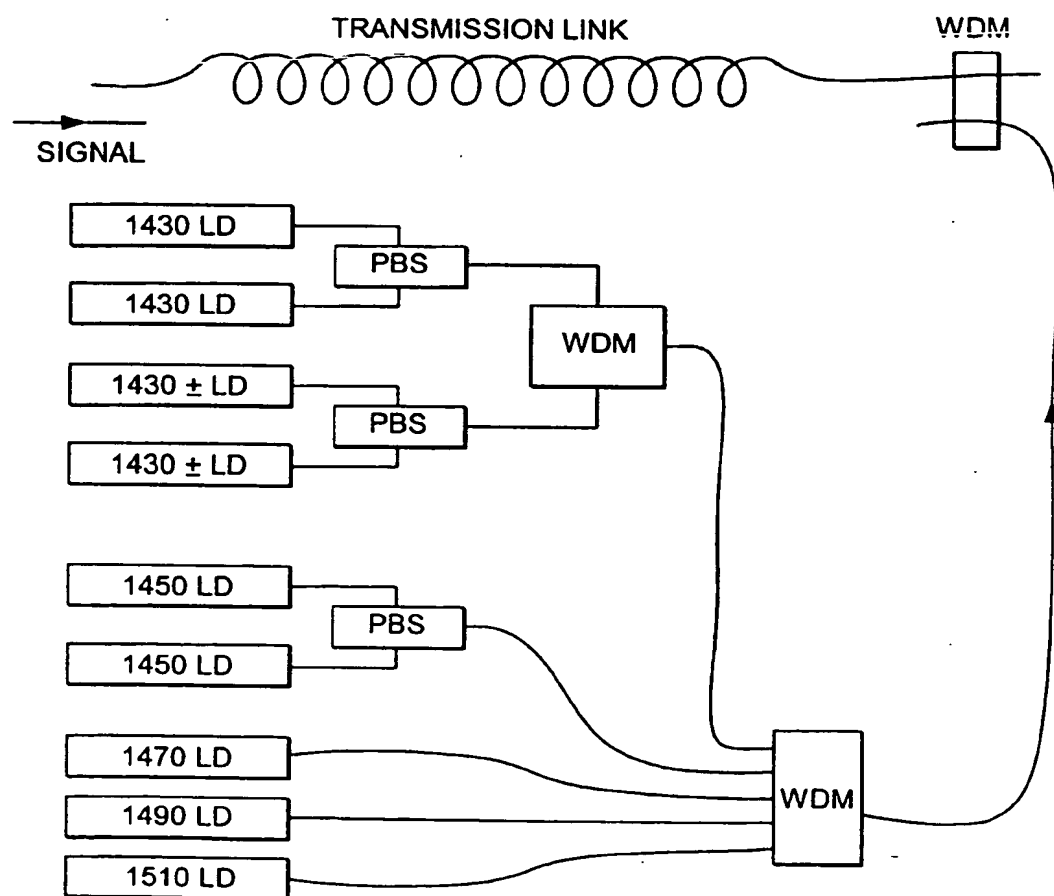 TRANSMISSION LINK
WDM
SIGNAL
1430 LD
PBS
1430 LD
WDM
1430 ± LD
PBS
1430 ± LD
1450 LD
PBS
1450 LD
1470 LD
WDM
1490 LD
1510 LD